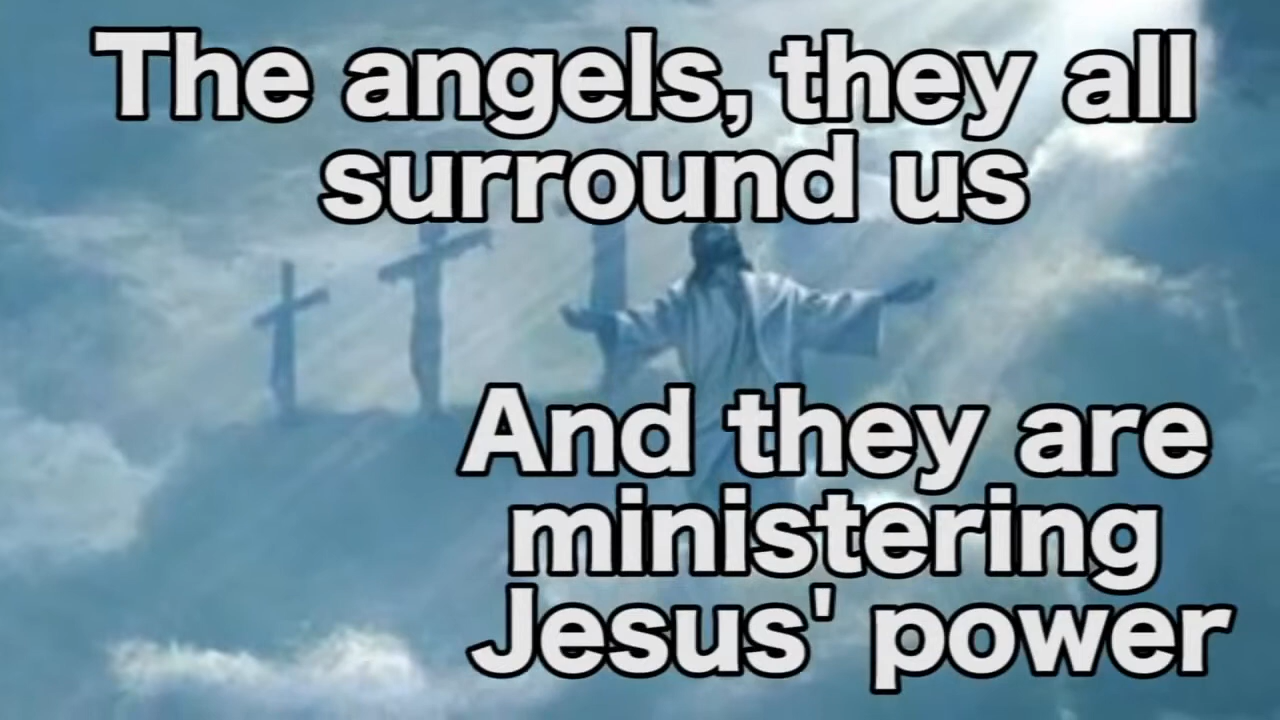 The angels, they all
surround us
And they are
ministering
Jesus' power